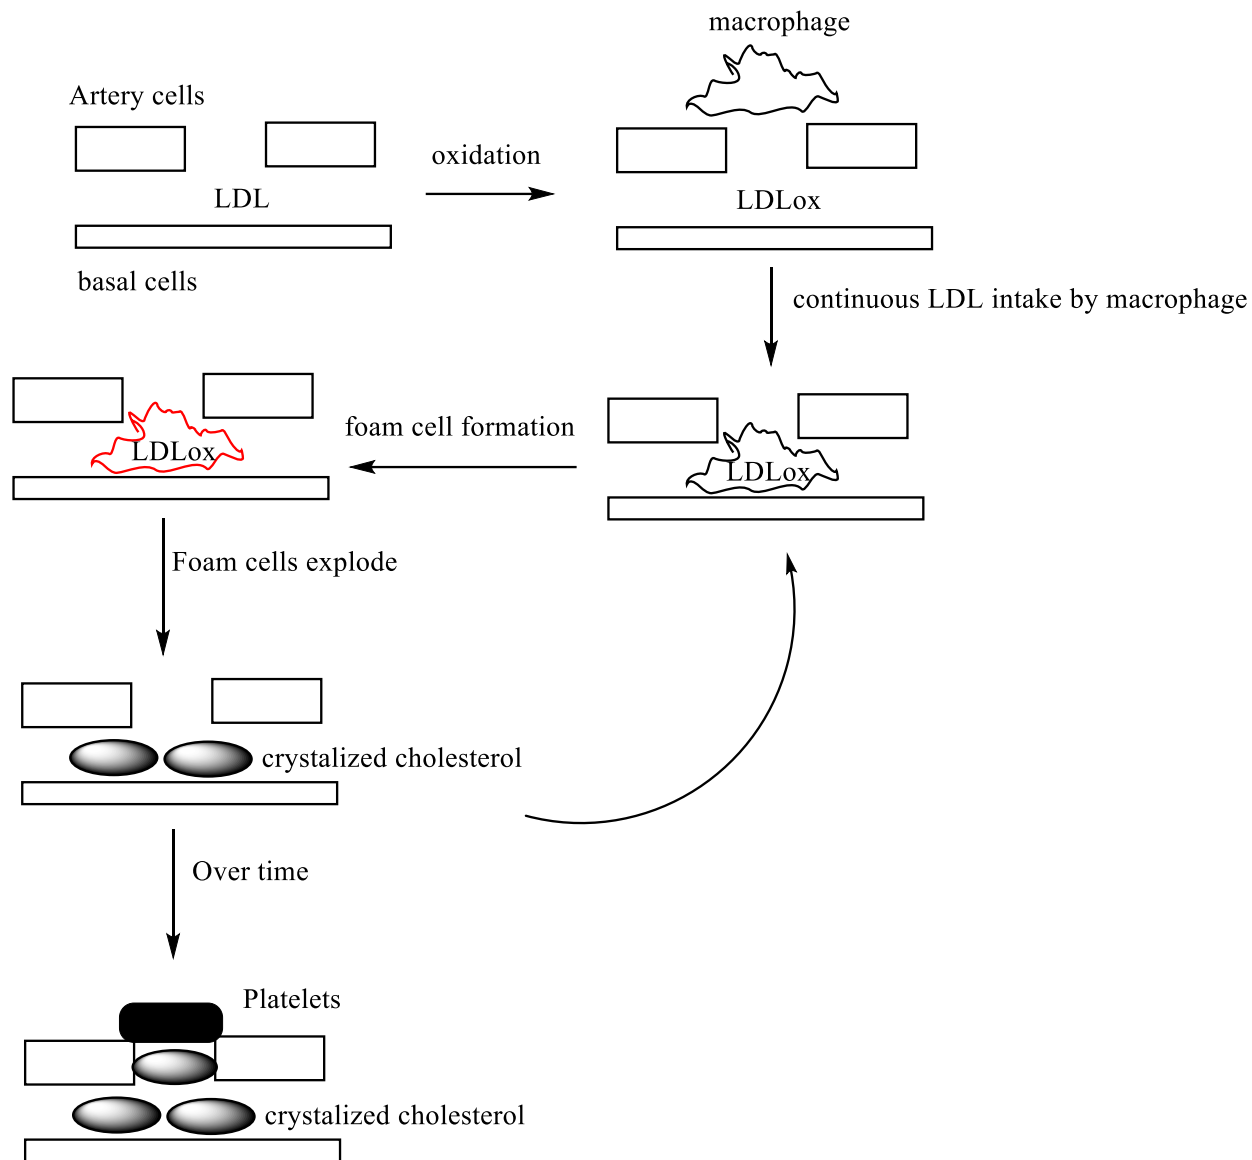 macrophage
Artery cells
oxidation
LDL
LDLox
basal cells
continuous LDL intake by macrophage
foam cell formation
LDLox
LDLox
Foam cells explode
crystalized cholesterol
Over time
Platelets
crystalized cholesterol